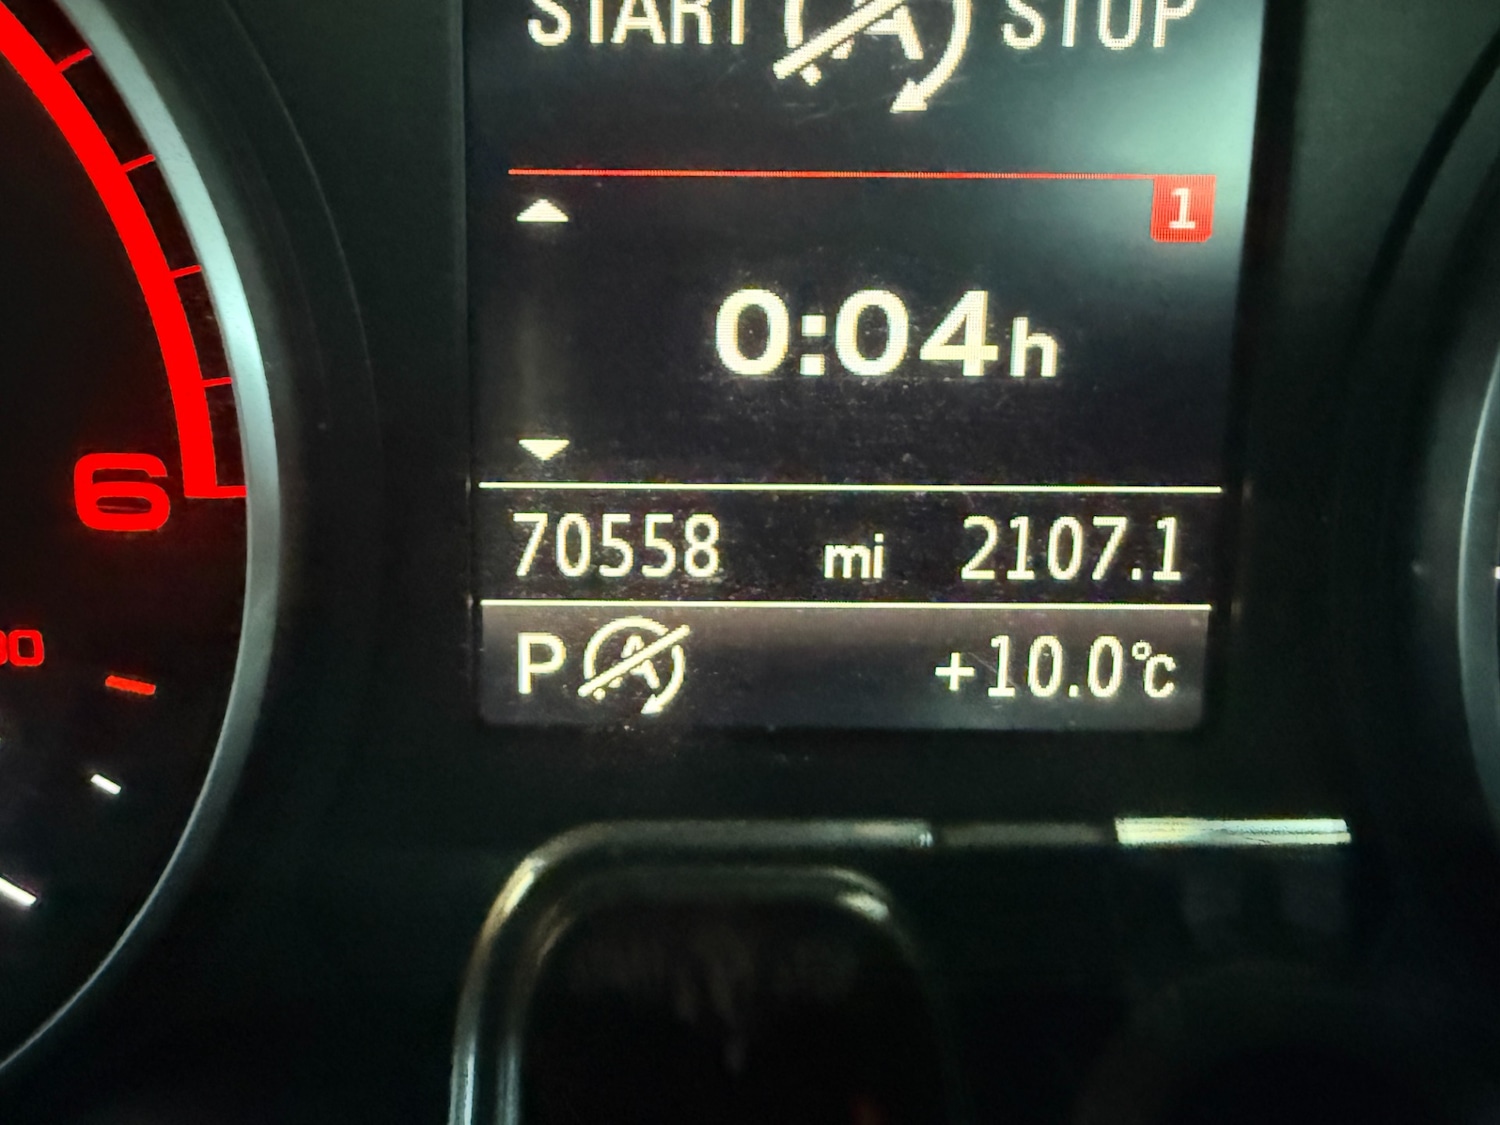 START A STOP
1
0:04h
6
70558 mi 2107.1
P A +10.0°C